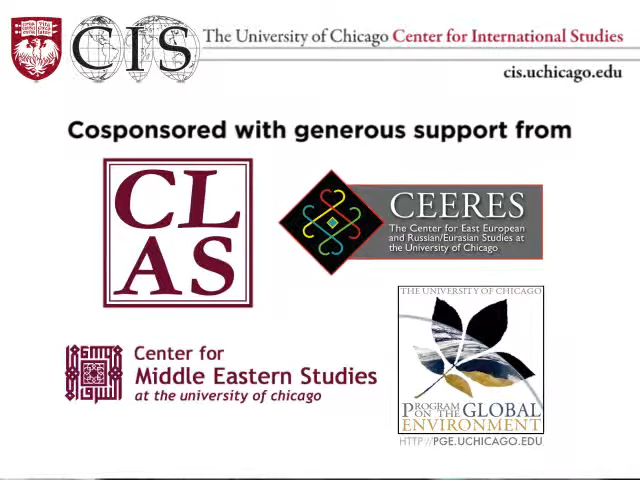 CIS
The University of Chicago Center for International Studies
cis.uchicago.edu
Cosponsored with generous support from
CL
AS
CEERES
The Center for East European
and Russian/Eurasian Studies at
the University of Chicago
Center for
Middle Eastern Studies
at the university of chicago
THE UNIVERSITY OF CHICAGO
PROGRAM
ON THE GLOBAL
ENVIRONMENT
HTTP://PGE.UCHICAGO.EDU